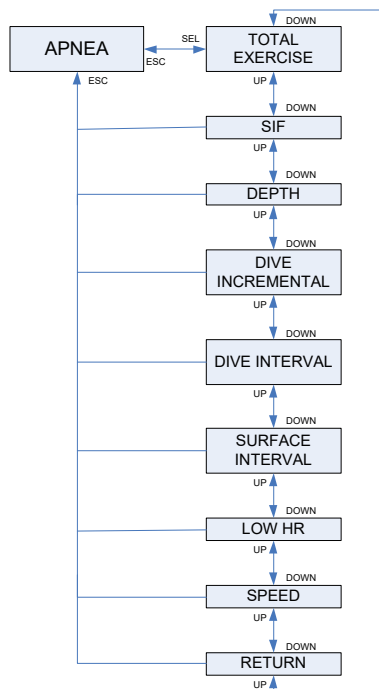 DOWN
APNEA
SEL
ESC
TOTAL
EXERCISE
ESC
UP
DOWN
SIF
UP
DOWN
DEPTH
UP
DOWN
DIVE
INCREMENTAL
UP
DOWN
DIVE INTERVAL
UP
DOWN
SURFACE
INTERVAL
UP
DOWN
LOW HR
UP
DOWN
SPEED
UP
DOWN
RETURN
UP